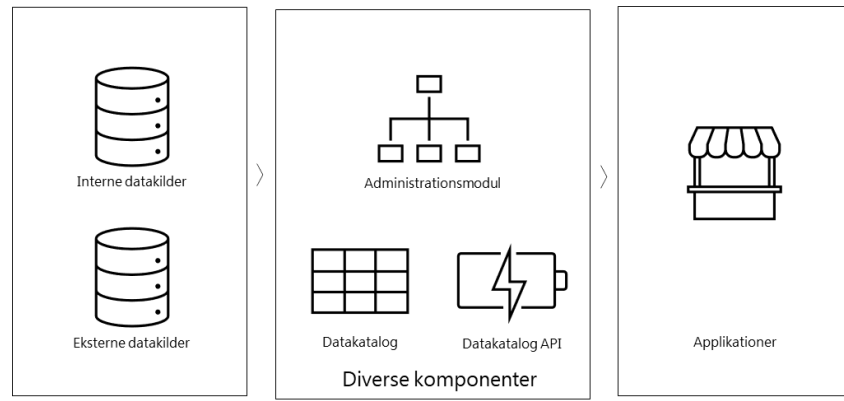 Interne datakilder
Eksterne datakilder
Administrationsmodul
Datakatalog
Datakatalog API
Diverse komponenter
Applikationer